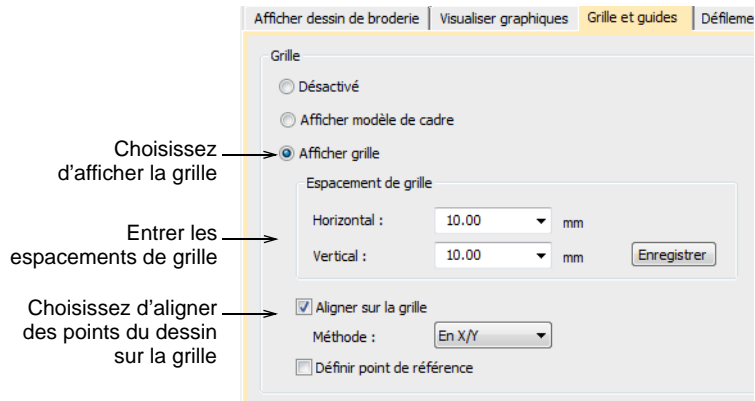 Afficher dessin de broderie Visualiser graphiques Grille et guides Défileme
Grille
Désactivé
Afficher modèle de cadre
Choisissez
d'afficher la grille
Afficher grille
Espacement de grille
Entrer les
espacements de grille
Horizontal : 10.00 mm
Vertical : 10.00 mm Enregistrer
Choisissez d'aligner
des points du dessin
sur la grille
Aligner sur la grille
Méthode : En X/Y
Définir point de référence